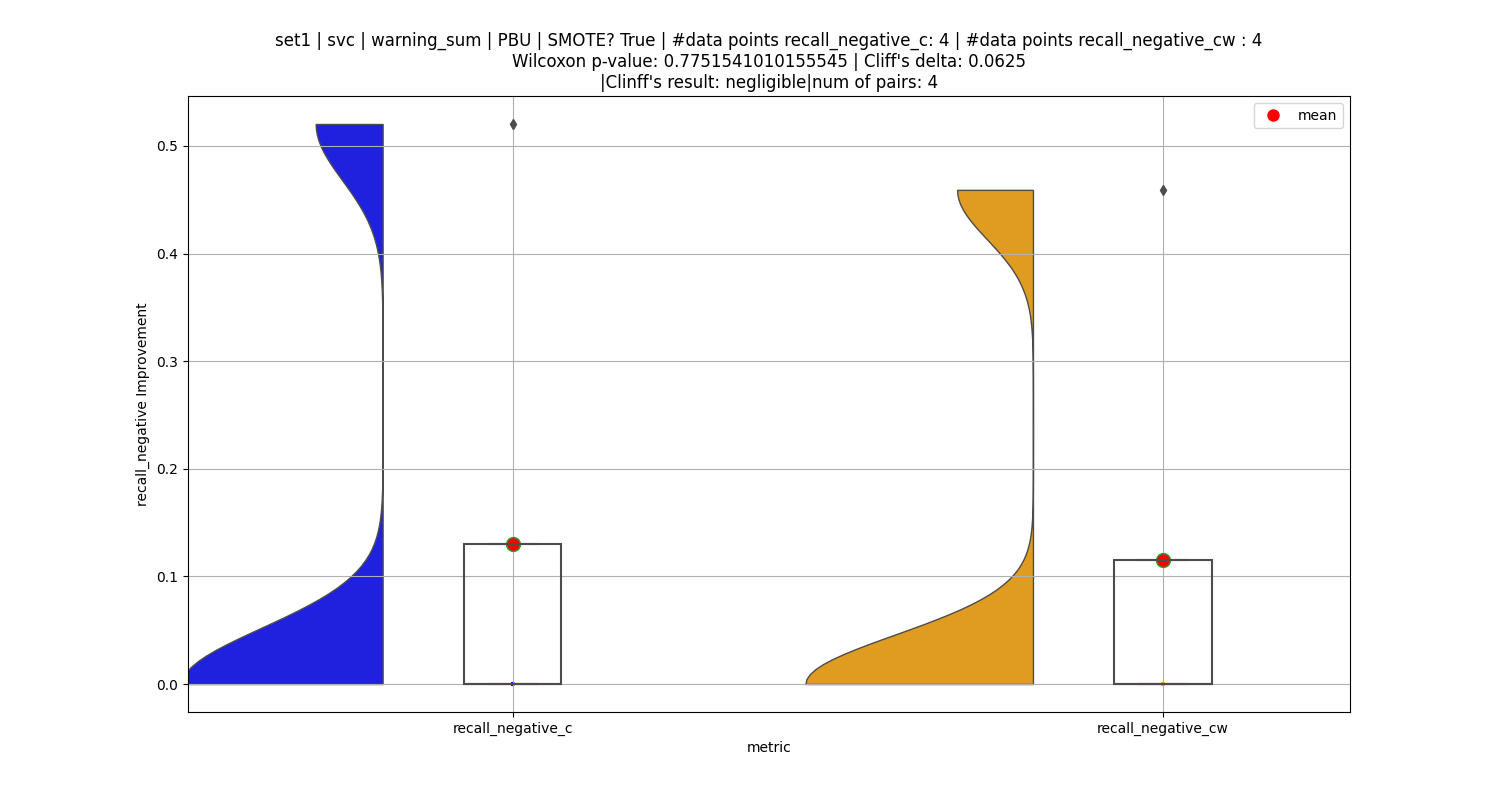 set1 | svc | warning_sum | PBU | SMOTE? True | #data points recall_negative_c: 4 | #data points recall_negative_cw : 4
Wilcoxon p-value: 0.7751541010155545 | Cliff's delta: 0.0625
|Clinff's result: negligible|num of pairs: 4
mean
0.5
0.4
0.3
0.2
0.1
0.0
recall_negative Improvement
recall_negative_c
recall_negative_cw
metric